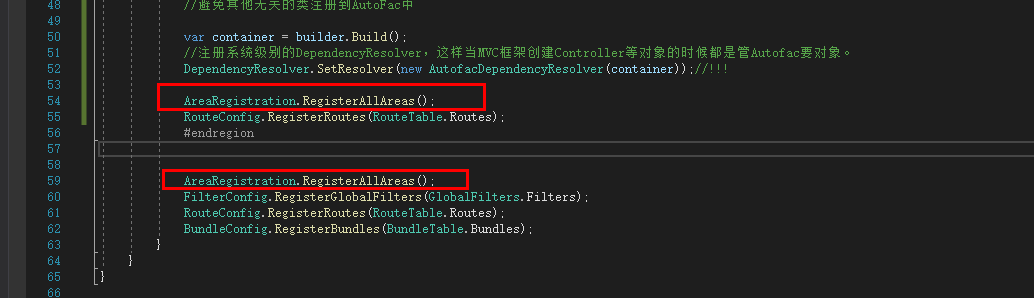 48 //避免其他无关的类注册到AutoFac中
49
50 var container = builder.Build();
51 //注册系统级别的DependencyResolver，这样当MVC框架创建Controller等对象的时候都是管Autofac要对象。
52 DependencyResolver.SetResolver(new AutofacDependencyResolver(container));//!!!
53
54 AreaRegistration.RegisterAllAreas();
55 RouteConfig.RegisterRoutes(RouteTable.Routes);
56 #endregion
57
58
59 AreaRegistration.RegisterAllAreas();
60 FilterConfig.RegisterGlobalFilters(GlobalFilters.Filters);
61 RouteConfig.RegisterRoutes(RouteTable.Routes);
62 BundleConfig.RegisterBundles(BundleTable.Bundles);
63 }
64 }
65 }
66